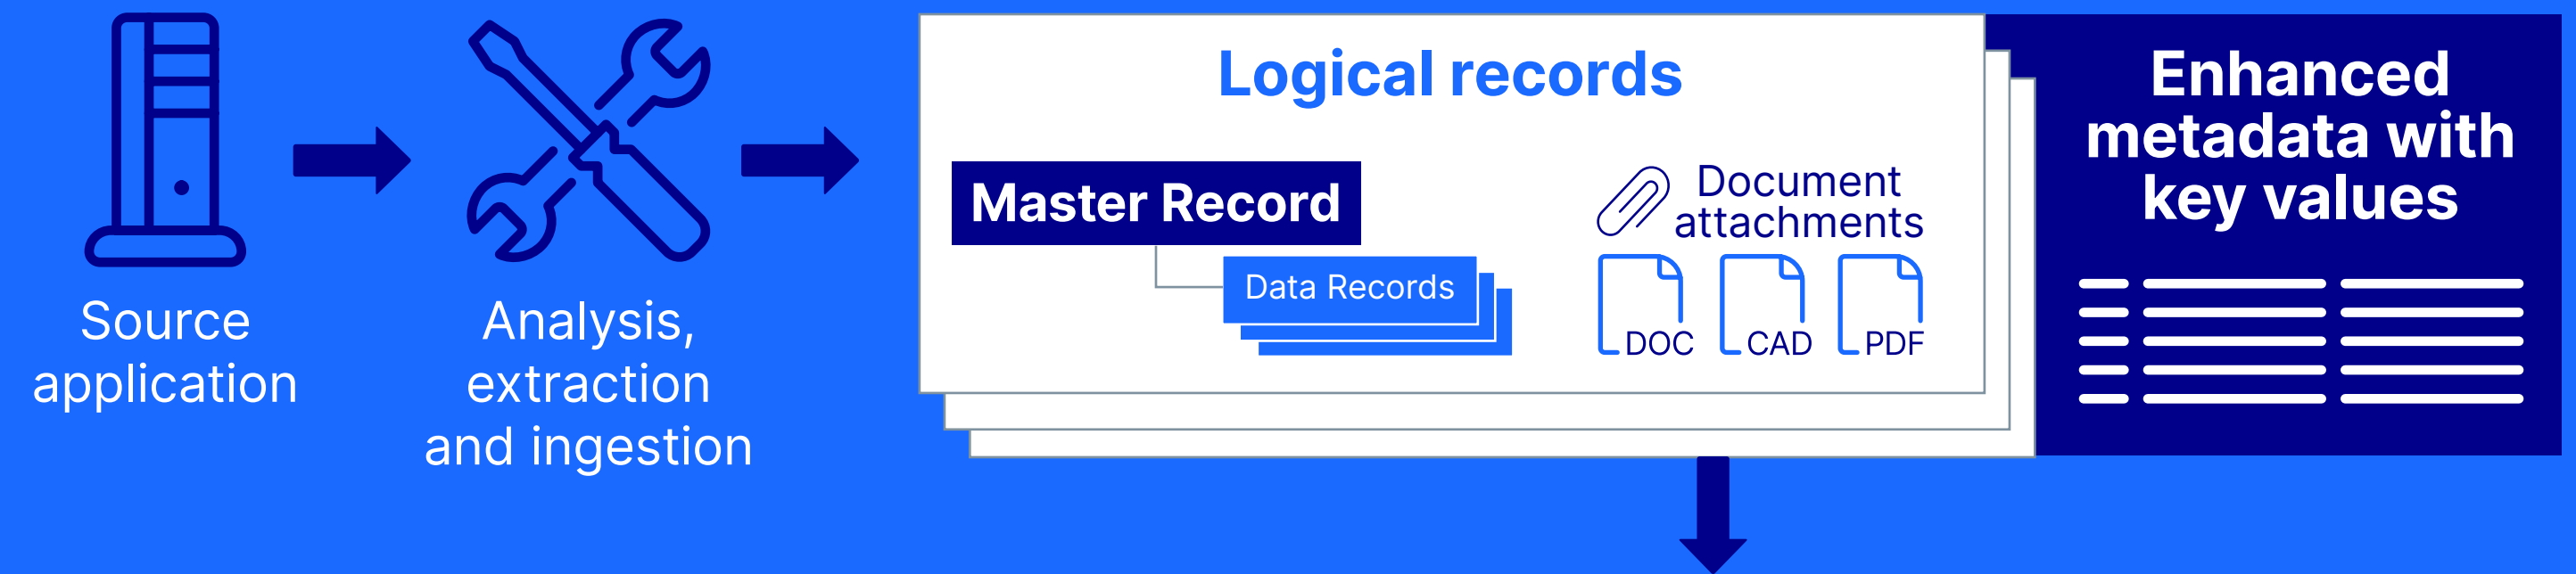 Source
application
Analysis,
extraction
and ingestion
Logical records
Master Record
Data Records
Document
attachments
DOC
CAD
PDF
Enhanced
metadata with
key values